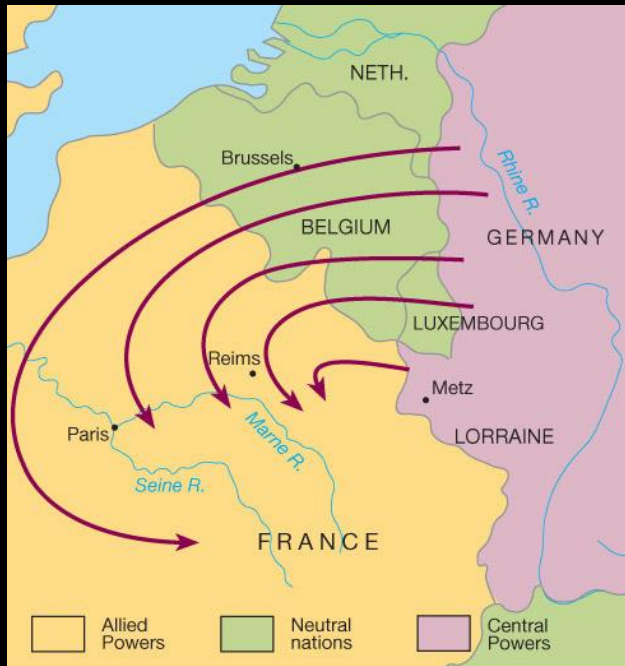 NETH.
Brussels
Rhine R.
BELGIUM
GERMANY
LUXEMBOURG
Reims
Metz
Paris
Marne R.
LORRAINE
Seine R.
FRANCE
Allied
Powers
Neutral
nations
Central
Powers